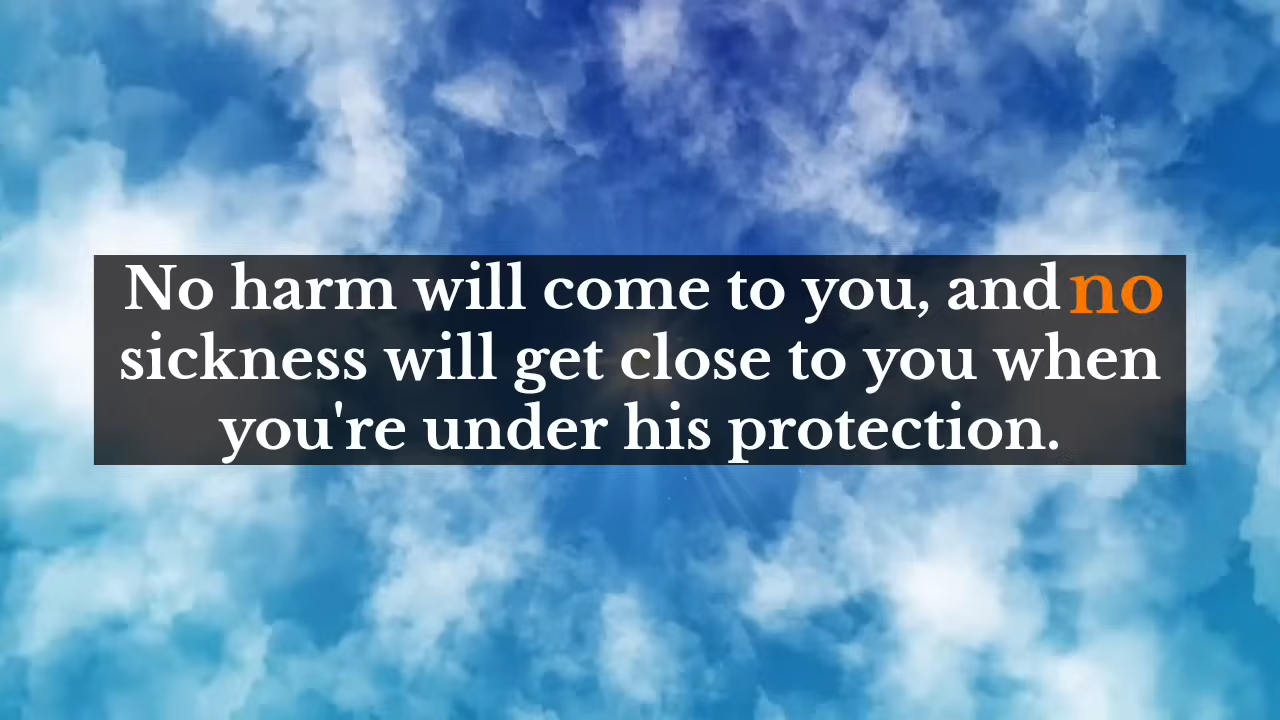 No harm will come to you, and no
sickness will get close to you when
you're under his protection.